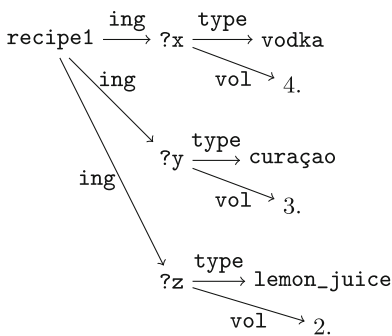 ing type
recipe1 ?x vodka
ing vol 4.
type
?y curaçao
ing vol 3.
type
?z lemon_juice
vol 2.